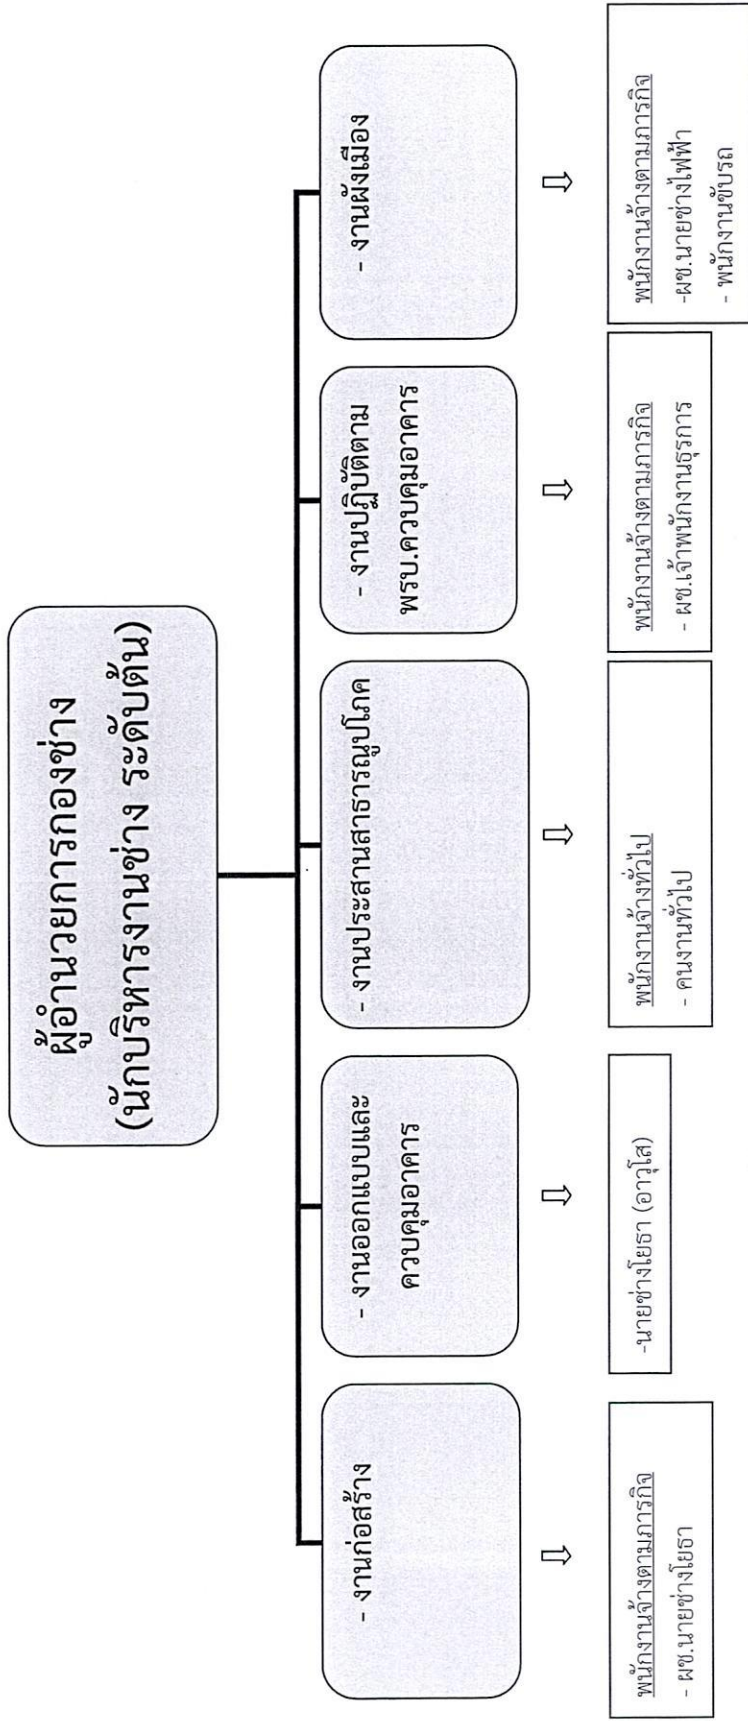 ผู้อำนวยการกองช่าง
(นักบริหารงานช่าง ระดับต้น)
- งานก่อสร้าง
- งานออกแบบและ
ควบคุมอาคาร
- งานประสานสาธารณูปโภค
- งานปฏิบัติตาม
พรบ.ควบคุมอาคาร
- งานผังเมือง
พนักงานจ้างตามภารกิจ
- ผช.นายช่างโยธา
-นายช่างโยธา (อาวุโส)
พนักงานจ้างทั่วไป
- คนงานทั่วไป
พนักงานจ้างตามภารกิจ
- ผช.เจ้าพนักงานธุรการ
พนักงานจ้างตามภารกิจ
-ผช.นายช่างไฟฟ้า
- พนักงานขับรถ